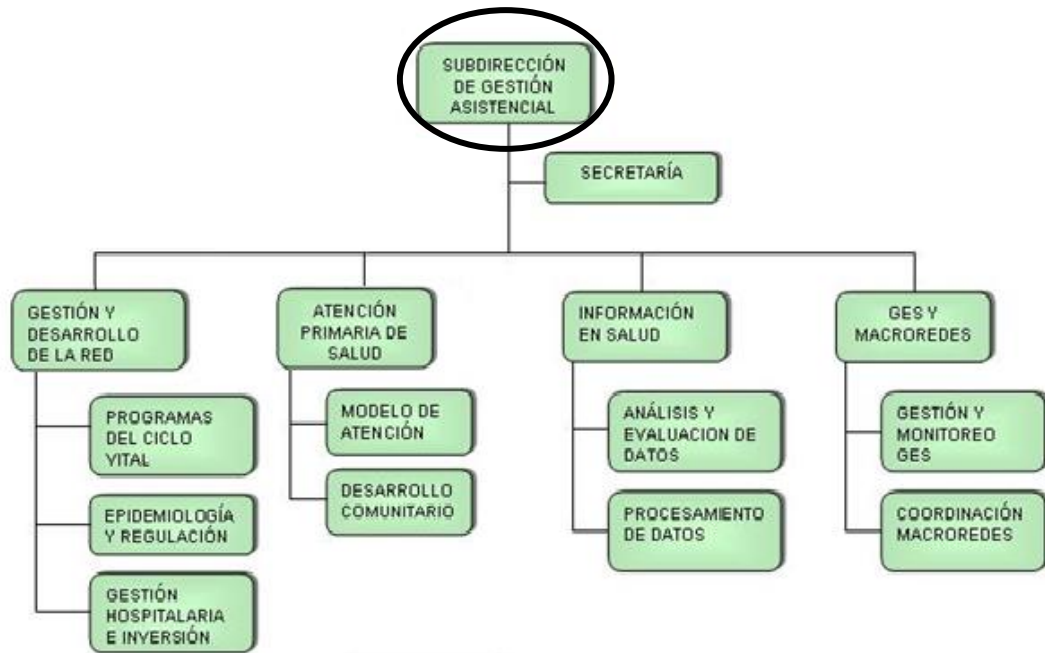 SUBDIRECCIÓN
DE GESTIÓN
ASISTENCIAL
SECRETARÍA
GESTIÓN Y
DESARROLLO
DE LA RED
PROGRAMAS
DEL CICLO
VITAL
EPIDEMIOLOGÍA
Y REGULACIÓN
GESTIÓN
HOSPITALARIA
E INVERSIÓN
ATENCIÓN
PRIMARIA DE
SALUD
MODELO DE
ATENCIÓN
DESARROLLO
COMUNITARIO
INFORMACIÓN
EN SALUD
ANÁLISIS Y
EVALUACION DE
DATOS
PROCESAMIENTO
DE DATOS
GES Y
MACROREDES
GESTIÓN Y
MONITOREO
GES
COORDINACIÓN
MACROREDES